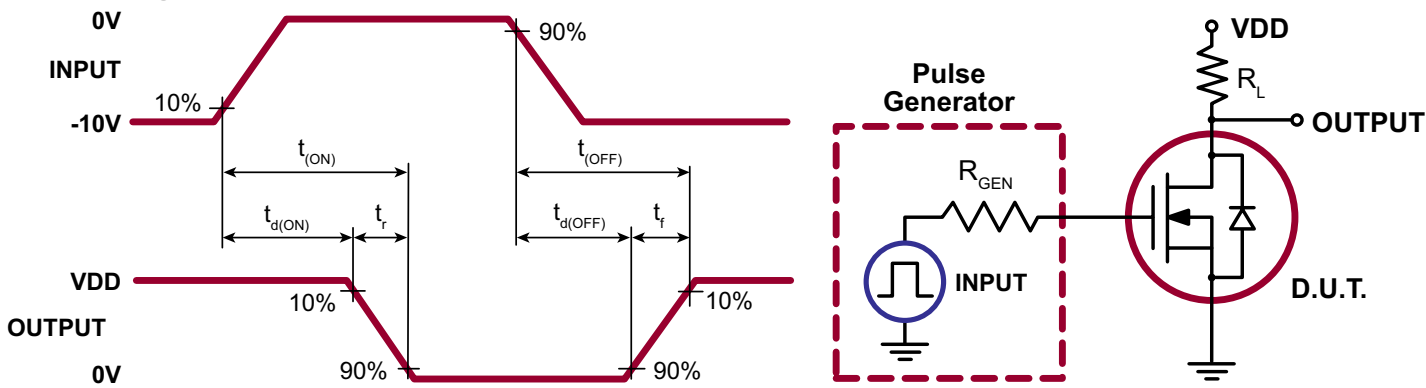 0V
INPUT
-10V
10%
90%
t(ON)
t(OFF)
td(ON)
tr
td(OFF)
tf
VDD
OUTPUT
0V
10%
90%
90%
10%
Pulse
Generator
RGEN
INPUT
VDD
RL
OUTPUT
D.U.T.